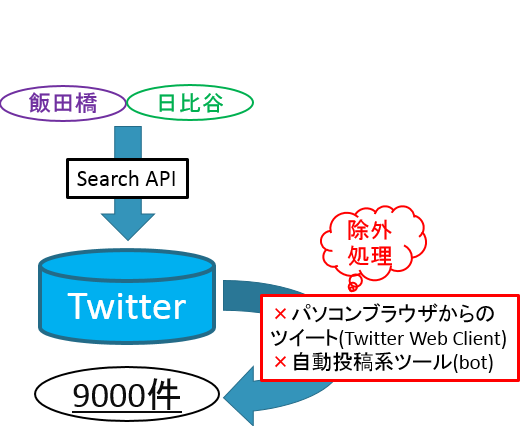 飯田橋
日比谷
Search API
Twitter
除外
処理
×パソコンブラウザからの
ツイート(Twitter Web Client)
×自動投稿系ツール(bot)
9000件